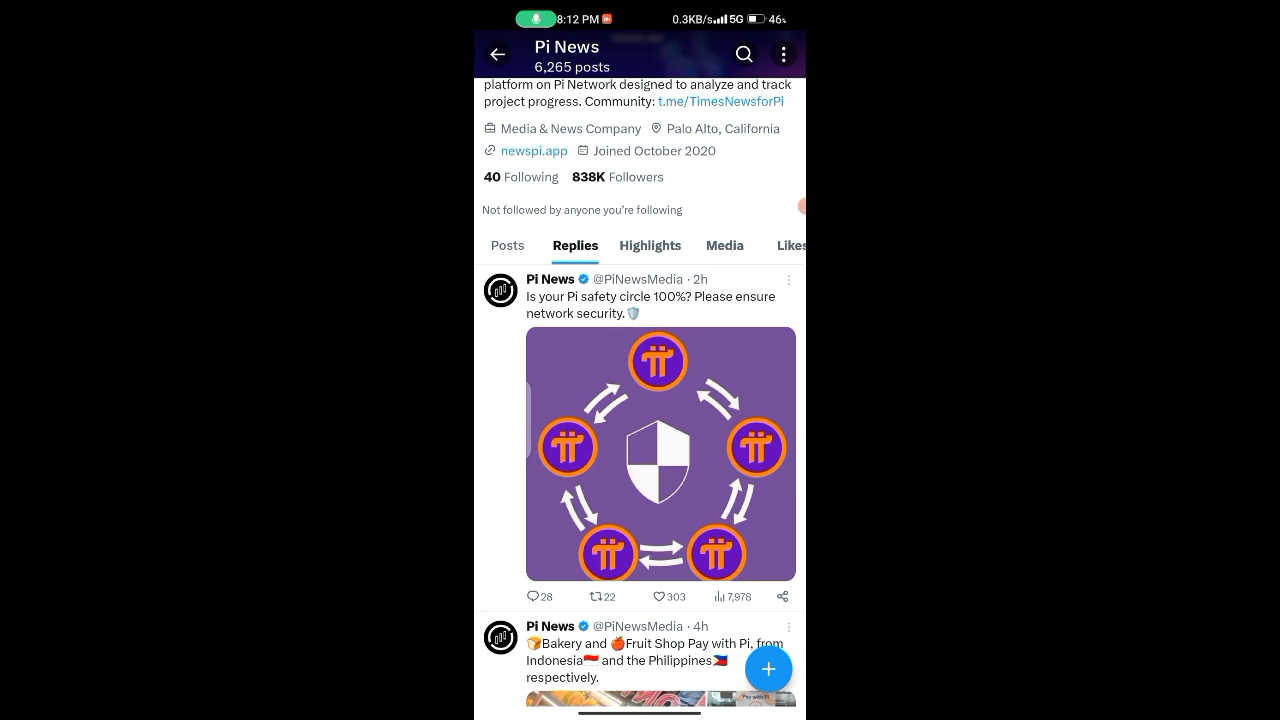 8:12 PM 0.3KB/s 5G 46%
Pi News
6,265 posts
platform on Pi Network designed to analyze and track
project progress. Community: t.me/TimesNewsforPi
Media & News Company Palo Alto, California
newspi.app Joined October 2020
40 Following 838K Followers
Not followed by anyone you’re following
Posts Replies Highlights Media Likes
Pi News @PiNewsMedia · 2h
Is your Pi safety circle 100%? Please ensure
network security.🛡️
28 22 303 7,978
Pi News @PiNewsMedia · 4h
🍞Bakery and 🍎Fruit Shop Pay with Pi, from
Indonesia🇮🇩 and the Philippines🇵🇭
respectively.
Pay with Pi